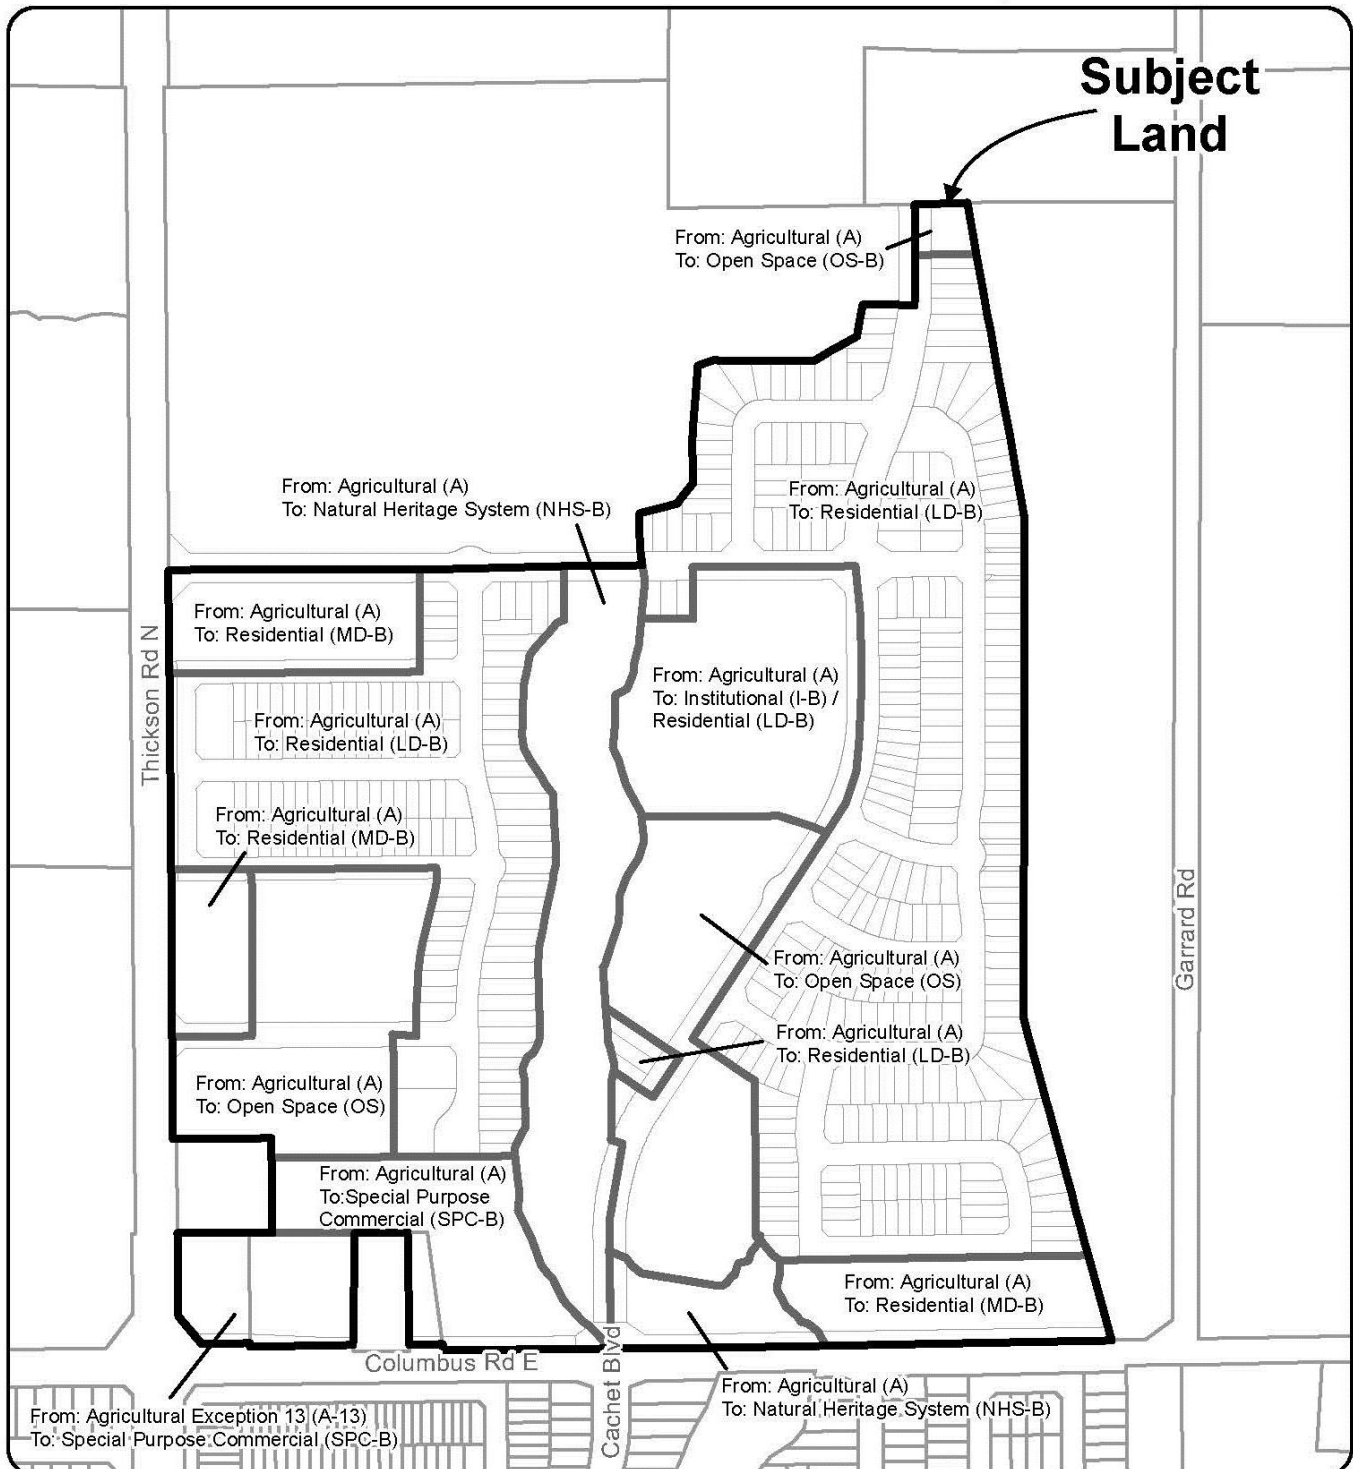 Subject
Land
From: Agricultural (A)
To: Open Space (OS-B)
From: Agricultural (A)
To: Natural Heritage System (NHS-B)
From: Agricultural (A)
To: Residential (LD-B)
From: Agricultural (A)
To: Residential (MD-B)
From: Agricultural (A)
To: Institutional (I-B) /
Residential (LD-B)
Thickson Rd N
From: Agricultural (A)
To: Residential (LD-B)
From: Agricultural (A)
To: Residential (MD-B)
Garrard Rd
From: Agricultural (A)
To: Open Space (OS)
From: Agricultural (A)
To: Residential (LD-B)
From: Agricultural (A)
To: Open Space (OS)
From: Agricultural (A)
To:Special Purpose
Commercial (SPC-B)
From: Agricultural (A)
To: Residential (MD-B)
Columbus Rd E
Cachet Blvd
From: Agricultural (A)
To: Natural Heritage System (NHS-B)
From: Agricultural Exception 13 (A-13)
To: Special Purpose Commercial (SPC-B)